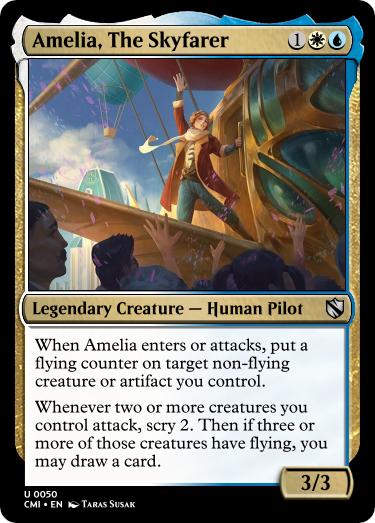 Amelia, The Skyfarer 1
Legendary Creature — Human Pilot
When Amelia enters or attacks, put a
flying counter on target non-flying
creature or artifact you control.
Whenever two or more creatures you
control attack, scry 2. Then if three or
more of those creatures have flying, you
may draw a card.
3/3
U 0050
CMI • EN Taras Susak